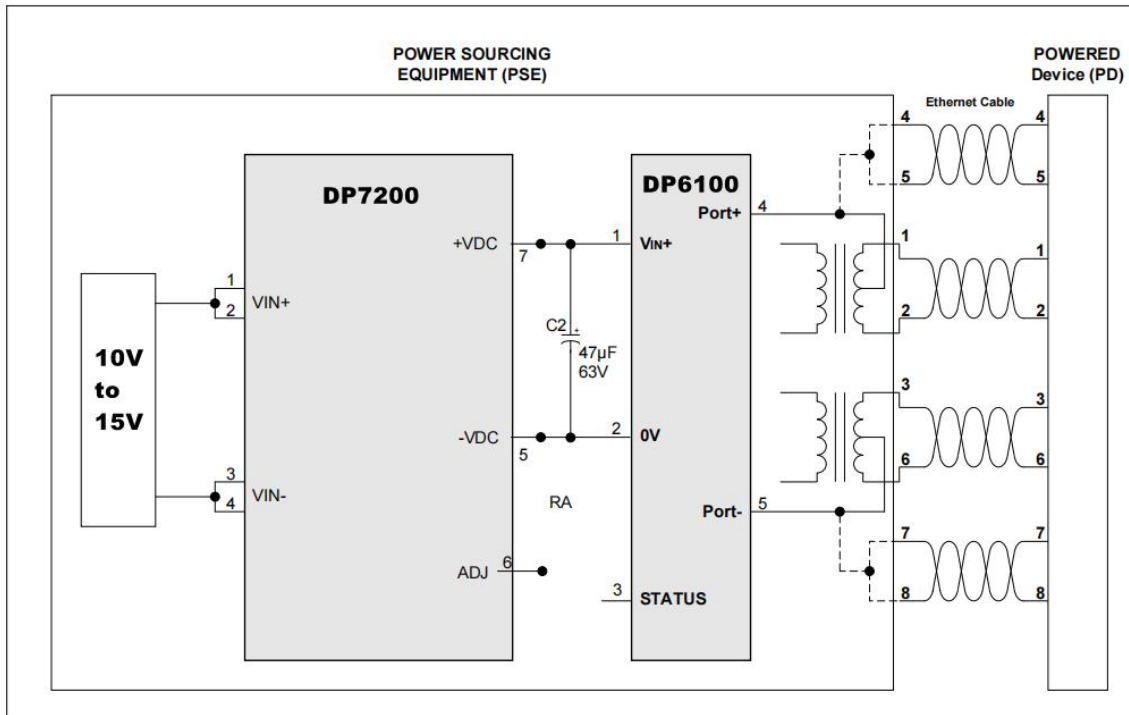 POWER SOURCING
EQUIPMENT (PSE)
POWERED
Device (PD)
Ethernet Cable
4
4
5
5
DP7200
DP6100
Port+
4
+VDC
7
1
VIN+
1
1
2
2
1
2
VIN+
C2
+
47µF
63V
10V
to
15V
3
3
6
6
-VDC
5
2
0V
3
4
VIN-
RA
Port-
5
7
7
8
8
ADJ
6
3
STATUS